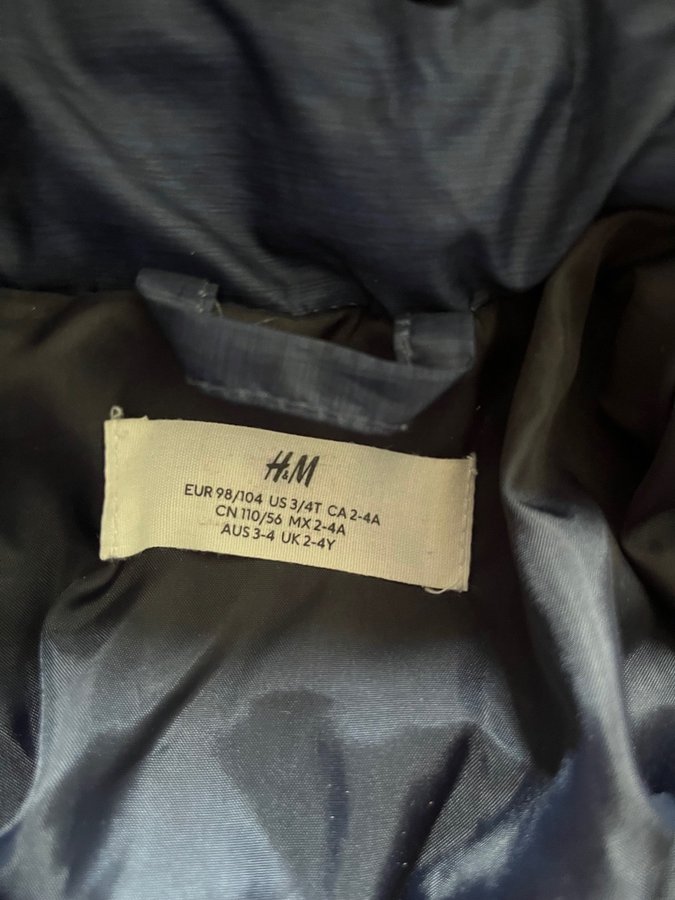 H&M
EUR 98/104 US 3/4T CA 2-4A
CN 110/56 MX 2-4A
AUS 3-4 UK 2-4Y